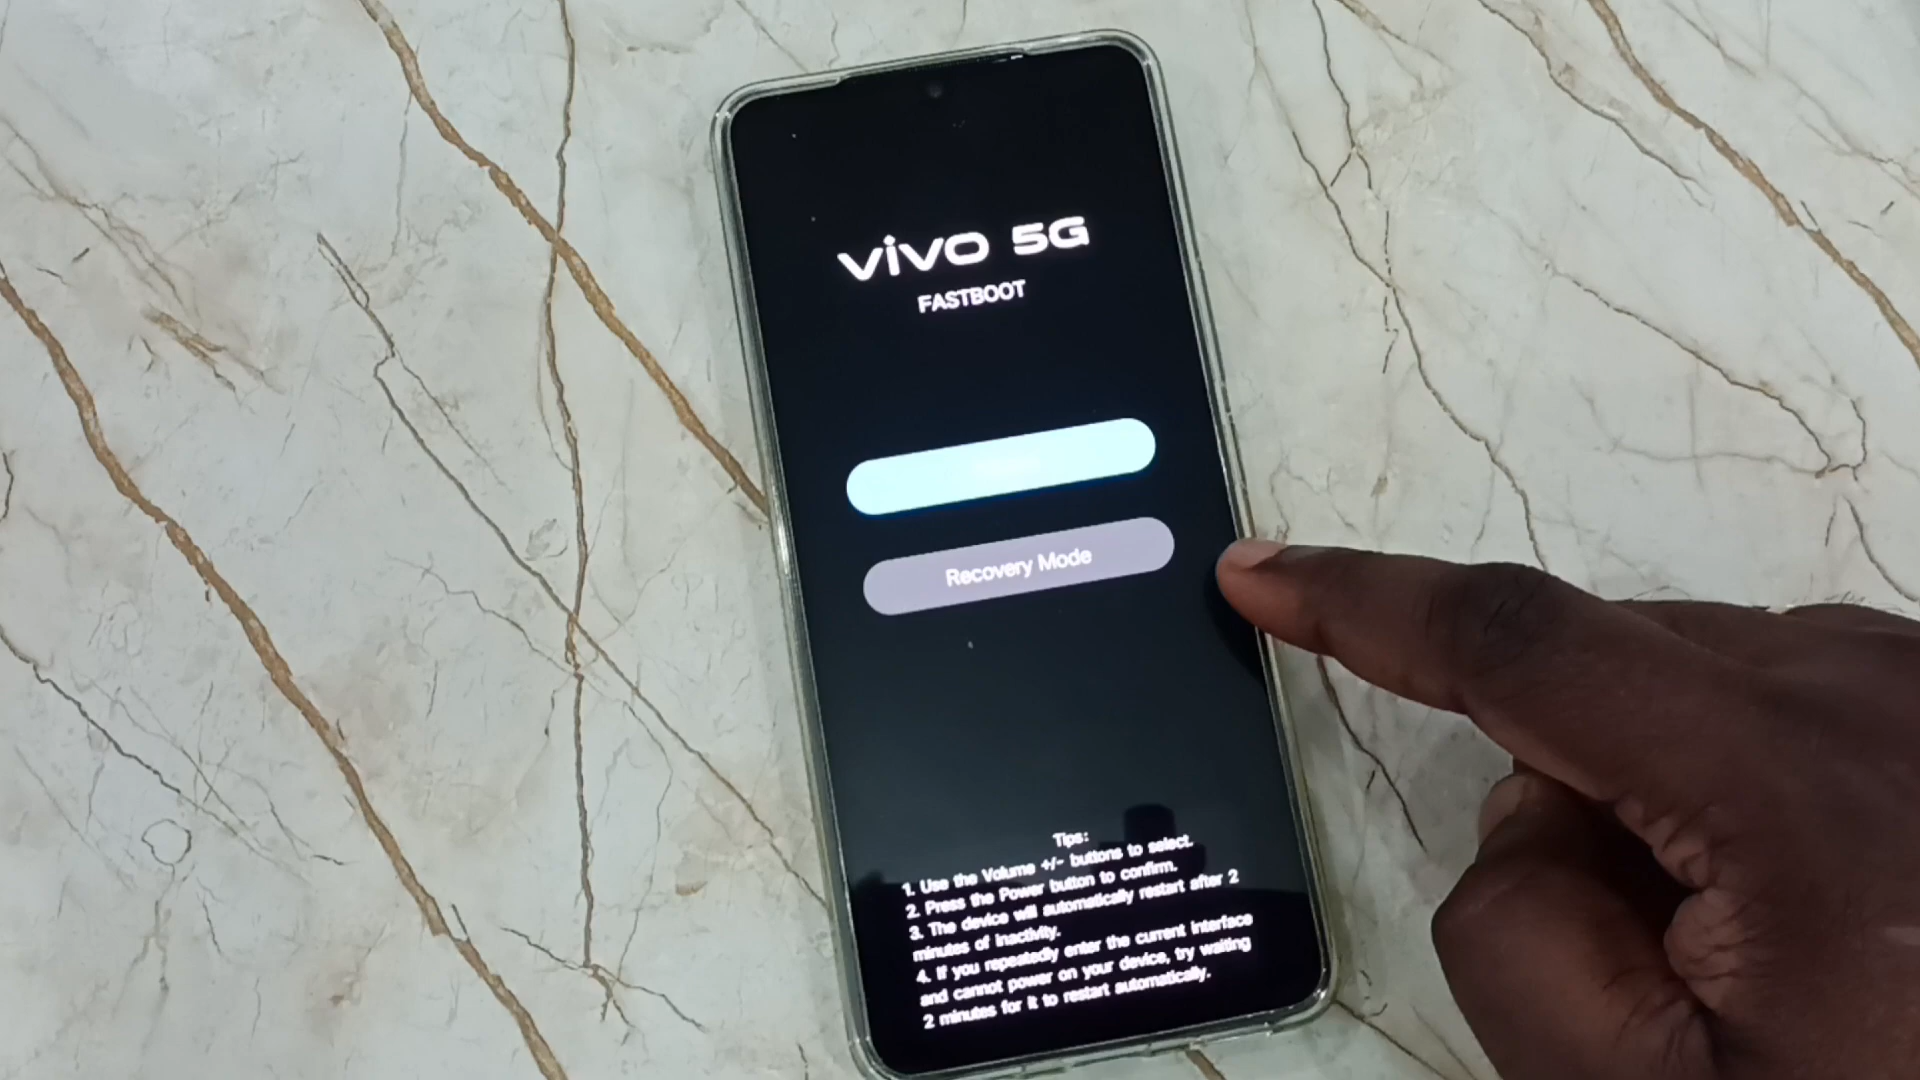 vivo 5G
FASTBOOT
Recovery Mode
Tips:
1. Use the Volume +/- buttons to select.
2. Press the Power button to confirm.
3. The device will automatically restart after 2
minutes of inactivity.
4. If you repeatedly enter the current interface
and cannot power on your device, try waiting
2 minutes for it to restart automatically.